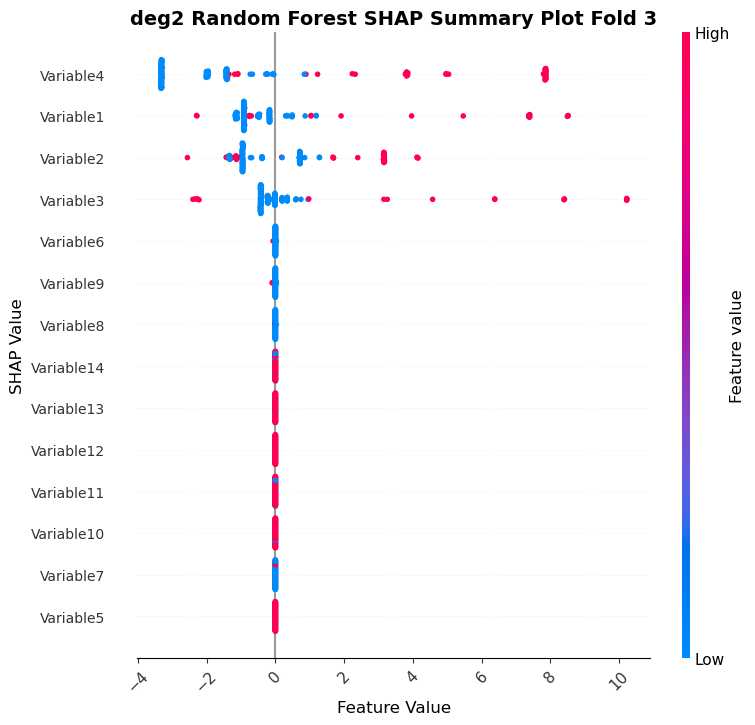 deg2 Random Forest SHAP Summary Plot Fold 3
High
Variable4
Variable1
Variable2
Variable3
Variable6
Variable9
Variable8
Variable14
Variable13
Variable12
Variable11
Variable10
Variable7
Variable5
SHAP Value
Feature value
Low
−4 −2 0 2 4 6 8 10
Feature Value